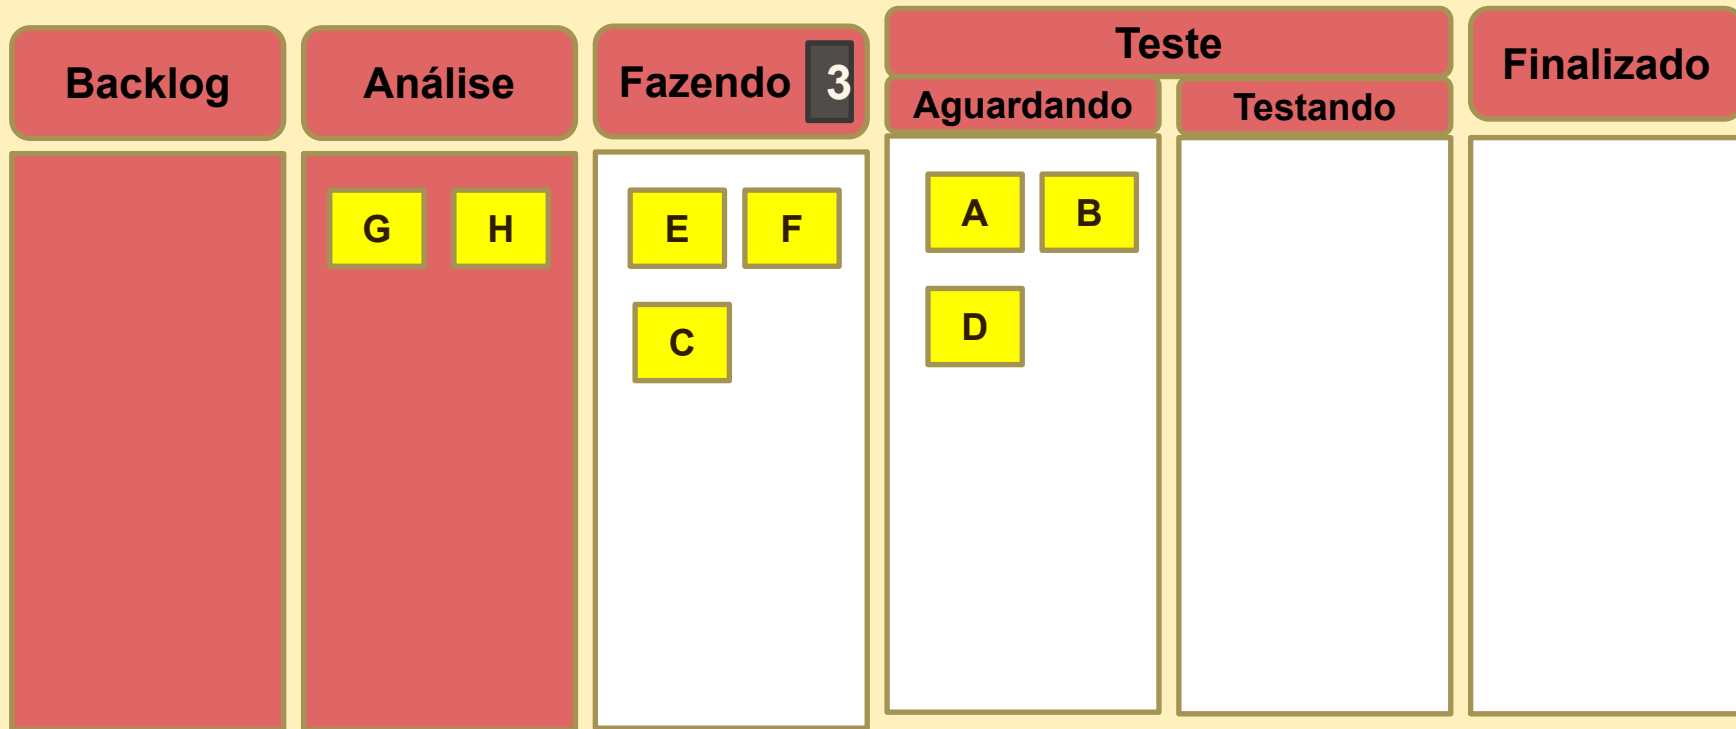 Backlog
Análise
Fazendo 3
Teste
Aguardando
Testando
Finalizado
G H
E F
C
A B
D